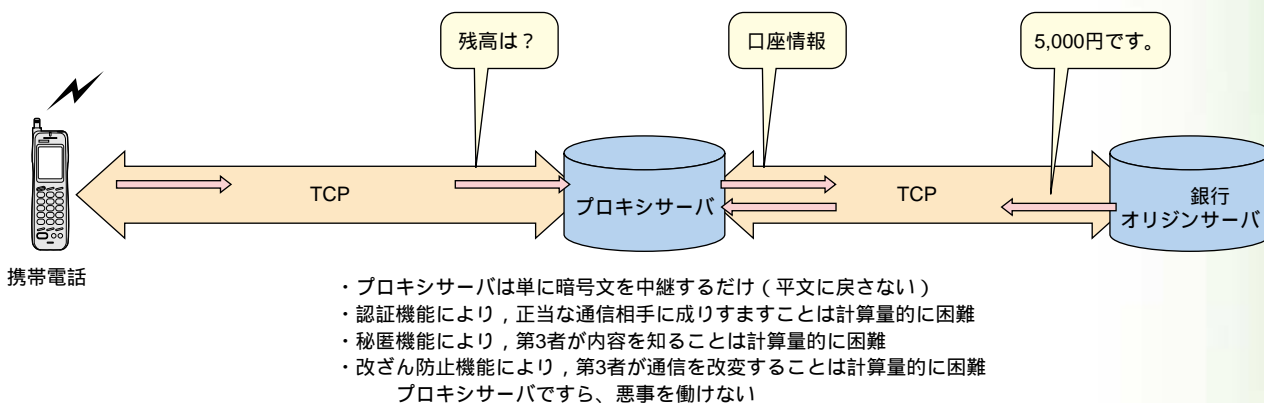 残高は？
口座情報
5,000円です。
TCP
プロキシサーバ
TCP
銀行
オリジンサーバ
携帯電話
・プロキシサーバは単に暗号文を中継するだけ（平文に戻さない）
・認証機能により，正当な通信相手に成りすますことは計算量的に困難
・秘匿機能により，第3者が内容を知ることは計算量的に困難
・改ざん防止機能により，第3者が通信を改変することは計算量的に困難
プロキシサーバですら、悪事を働けない